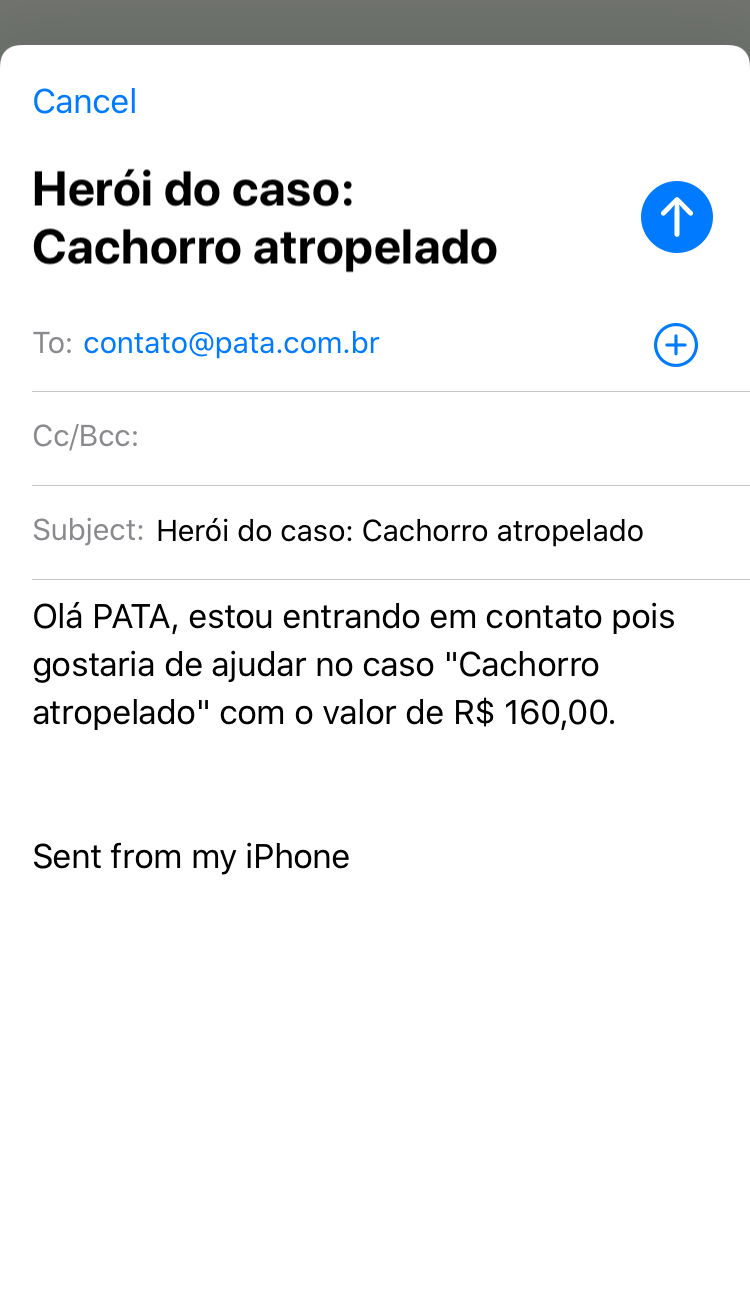 Cancel
Herói do caso:
Cachorro atropelado
To: contato@pata.com.br
Cc/Bcc:
Subject: Herói do caso: Cachorro atropelado
Olá PATA, estou entrando em contato pois
gostaria de ajudar no caso "Cachorro
atropelado" com o valor de R$ 160,00.
Sent from my iPhone